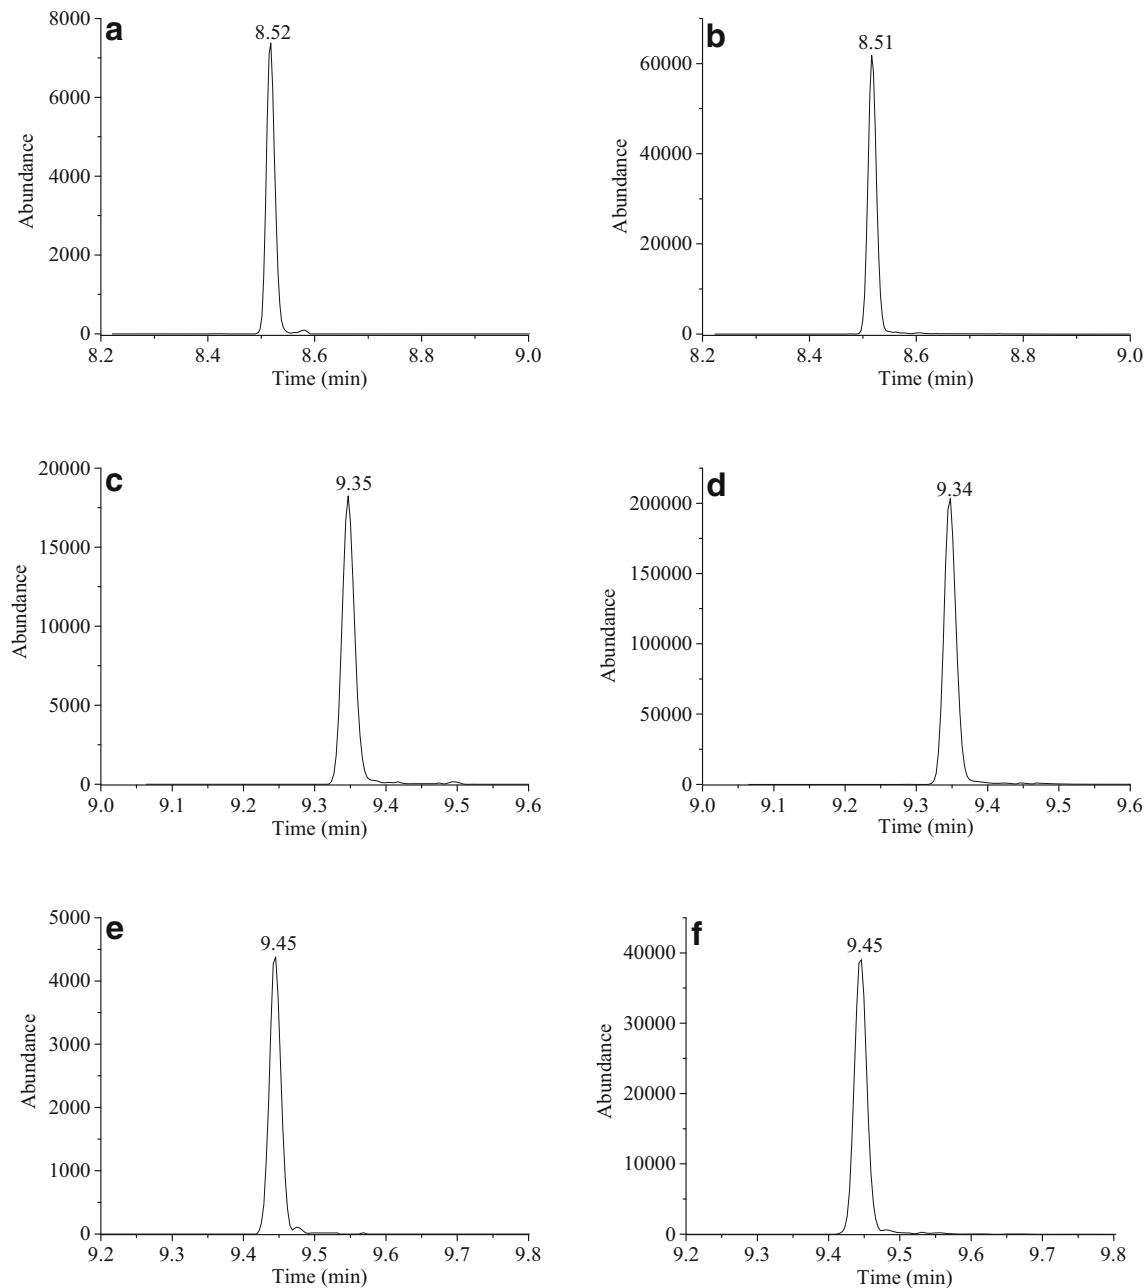 a
8.52
8000
6000
4000
2000
0
Abundance
8.2 8.4 8.6 8.8 9.0
Time (min)
b
8.51
60000
40000
20000
0
Abundance
8.2 8.4 8.6 8.8 9.0
Time (min)
c
9.35
20000
15000
10000
5000
0
Abundance
9.0 9.1 9.2 9.3 9.4 9.5 9.6
Time (min)
d
9.34
200000
150000
100000
50000
0
Abundance
9.0 9.1 9.2 9.3 9.4 9.5 9.6
Time (min)
e
9.45
5000
4000
3000
2000
1000
0
Abundance
9.2 9.3 9.4 9.5 9.6 9.7 9.8
Time (min)
f
9.45
40000
30000
20000
10000
0
Abundance
9.2 9.3 9.4 9.5 9.6 9.7 9.8
Time (min)